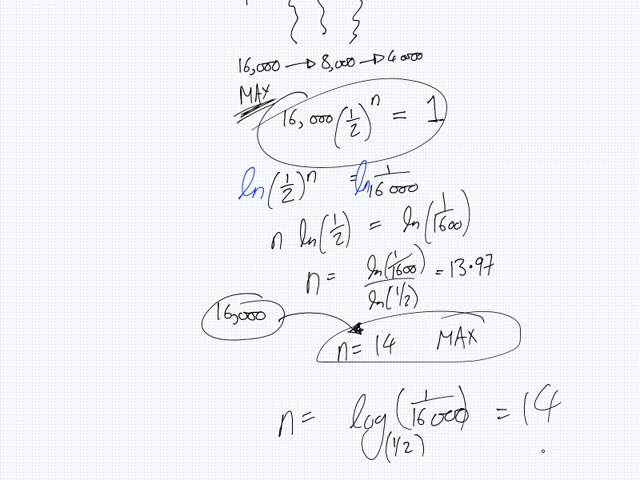 16,000 → 8,000 → 4000
MAX
16,000 (1/2)^n = 1
ln (1/2)^n = ln 1/16000
n ln (1/2) = ln (1/1600)
n = ln(1/1600) / ln(1/2) = 13.97
16,000
n = 14 MAX
n = log_(1/2) (1/16000) = 14